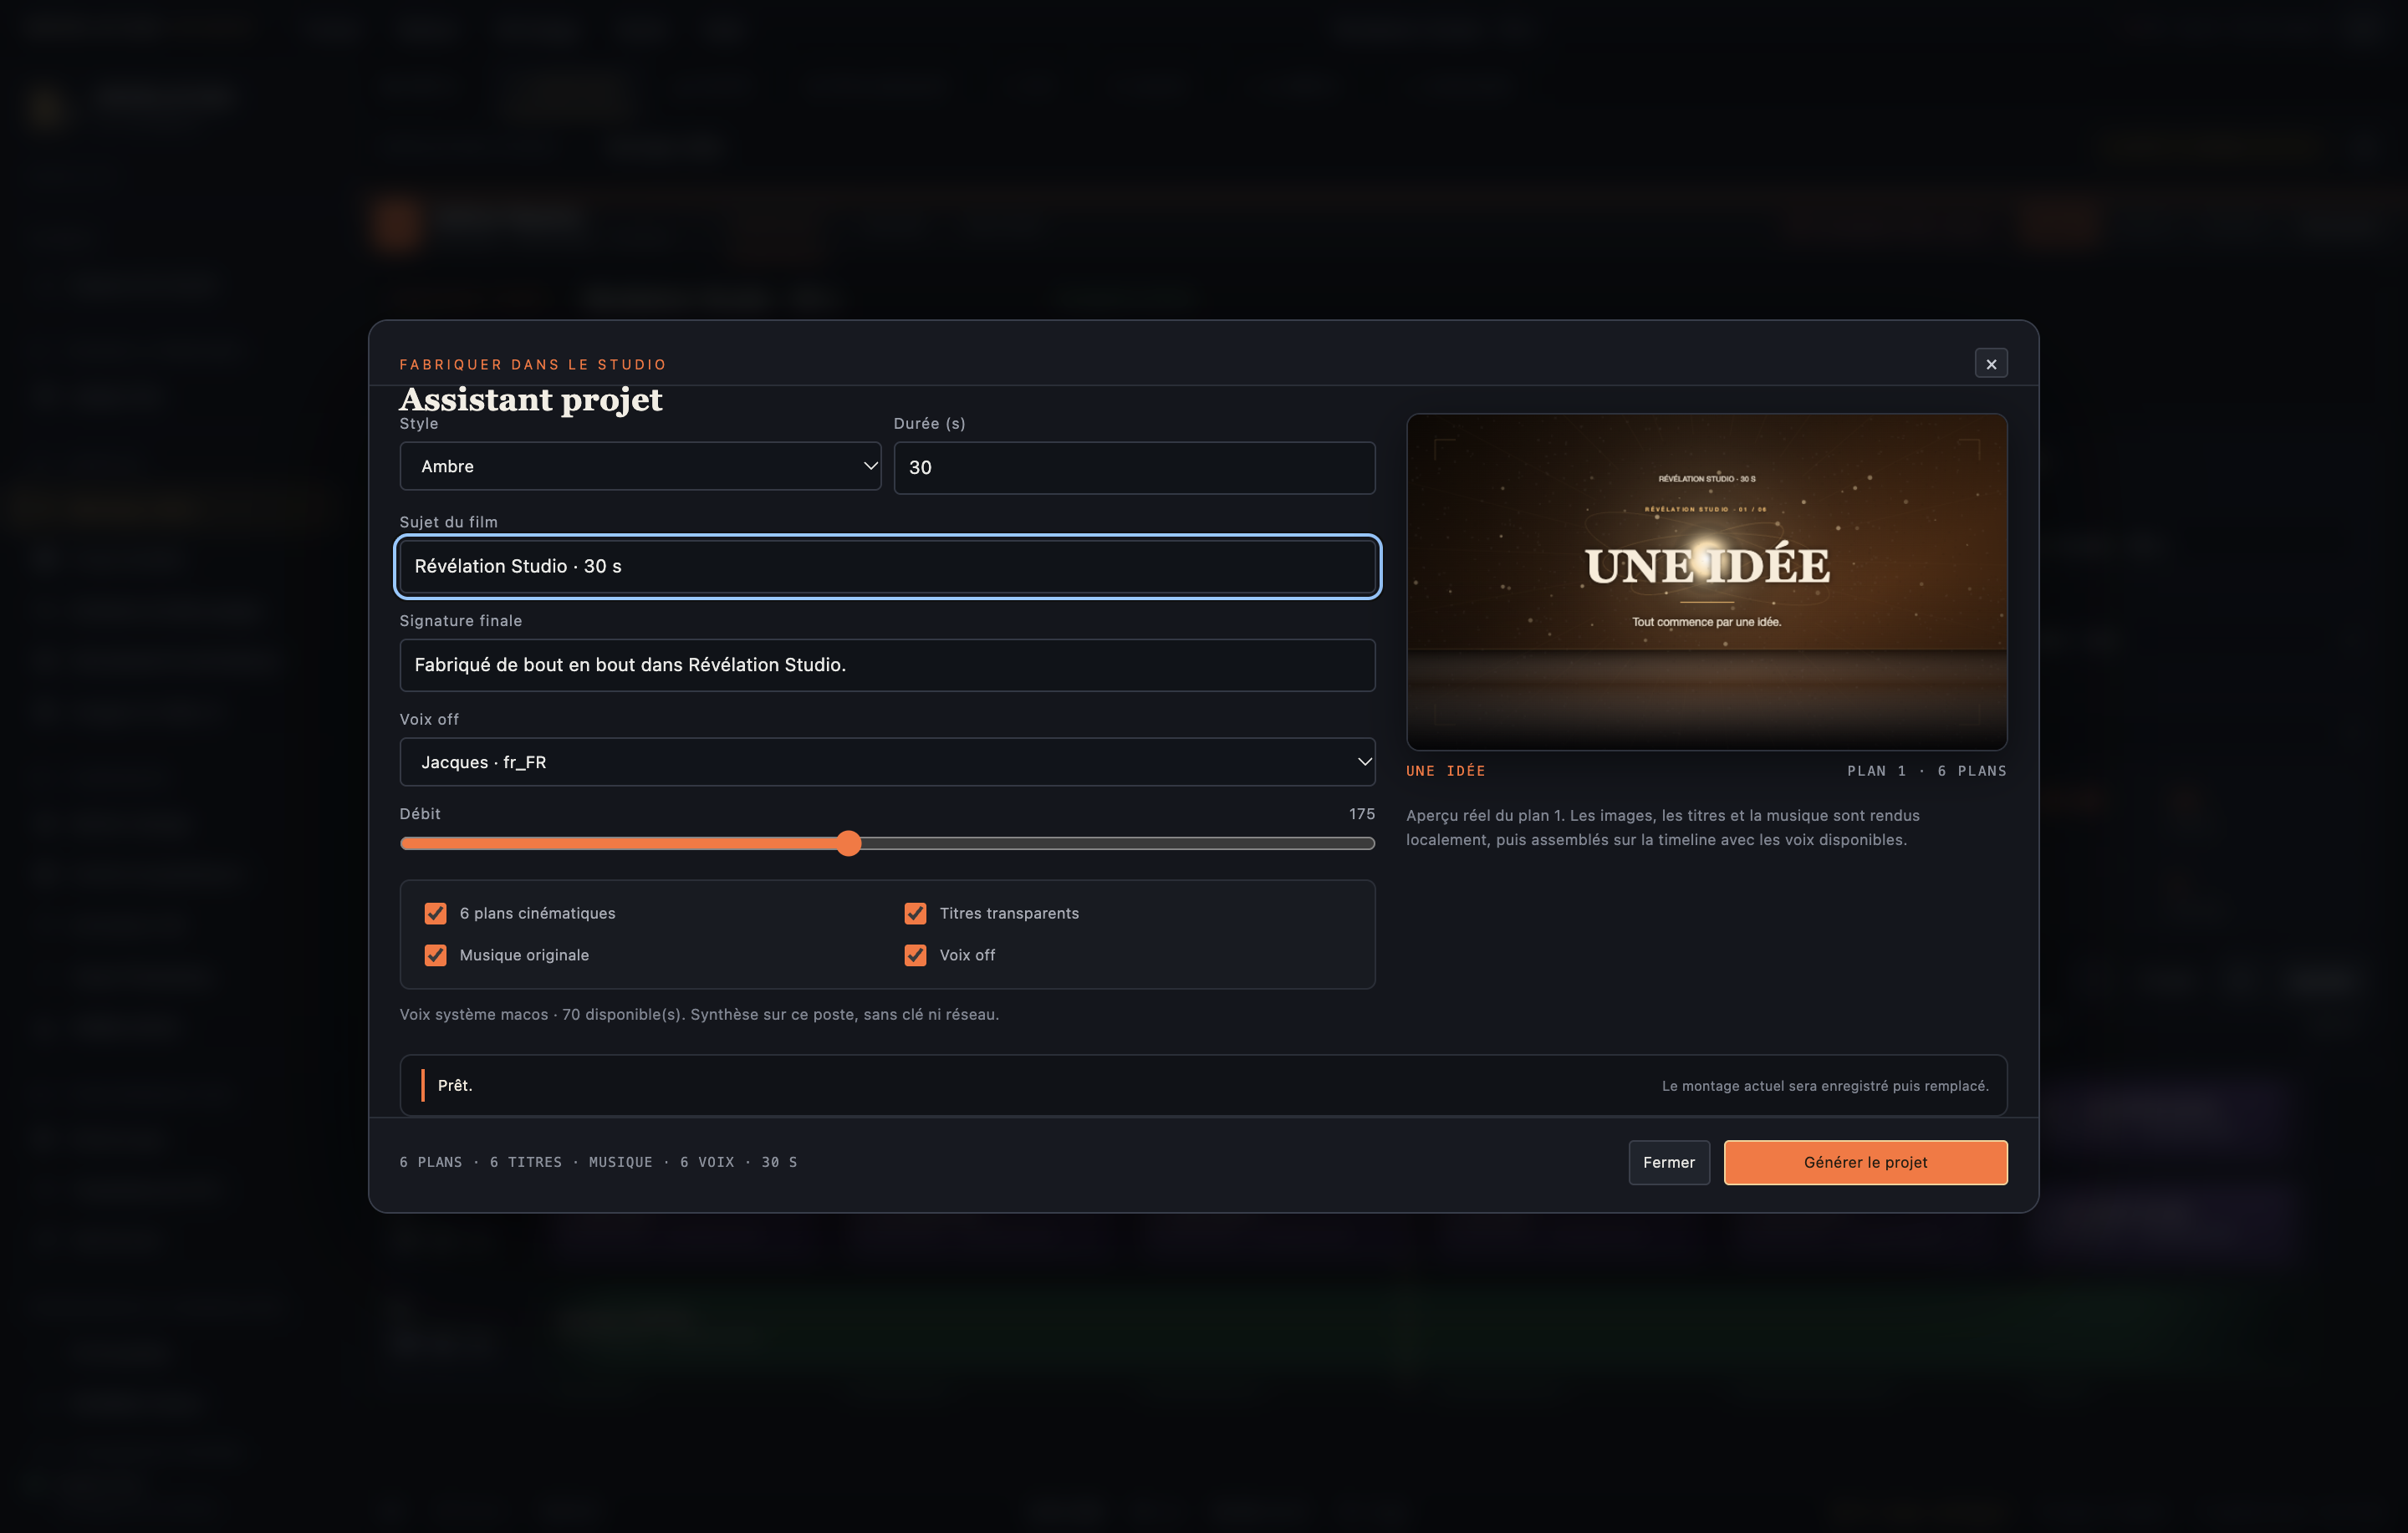 FABRIQUER DANS LE STUDIO
×
Assistant projet
Style
Durée (s)
Ambre
30
Sujet du film
Révélation Studio · 30 s
Signature finale
Fabriqué de bout en bout dans Révélation Studio.
Voix off
Jacques · fr_FR
Débit
175
6 plans cinématiques
Titres transparents
Musique originale
Voix off
Voix système macos · 70 disponible(s). Synthèse sur ce poste, sans clé ni réseau.
RÉVÉLATION STUDIO · 30 S
RÉVÉLATION STUDIO · 01 / 06
UNE IDÉE
Tout commence par une idée.
UNE IDÉE
PLAN 1 · 6 PLANS
Aperçu réel du plan 1. Les images, les titres et la musique sont rendus
localement, puis assemblés sur la timeline avec les voix disponibles.
Prêt.
Le montage actuel sera enregistré puis remplacé.
6 PLANS · 6 TITRES · MUSIQUE · 6 VOIX · 30 S
Fermer
Générer le projet